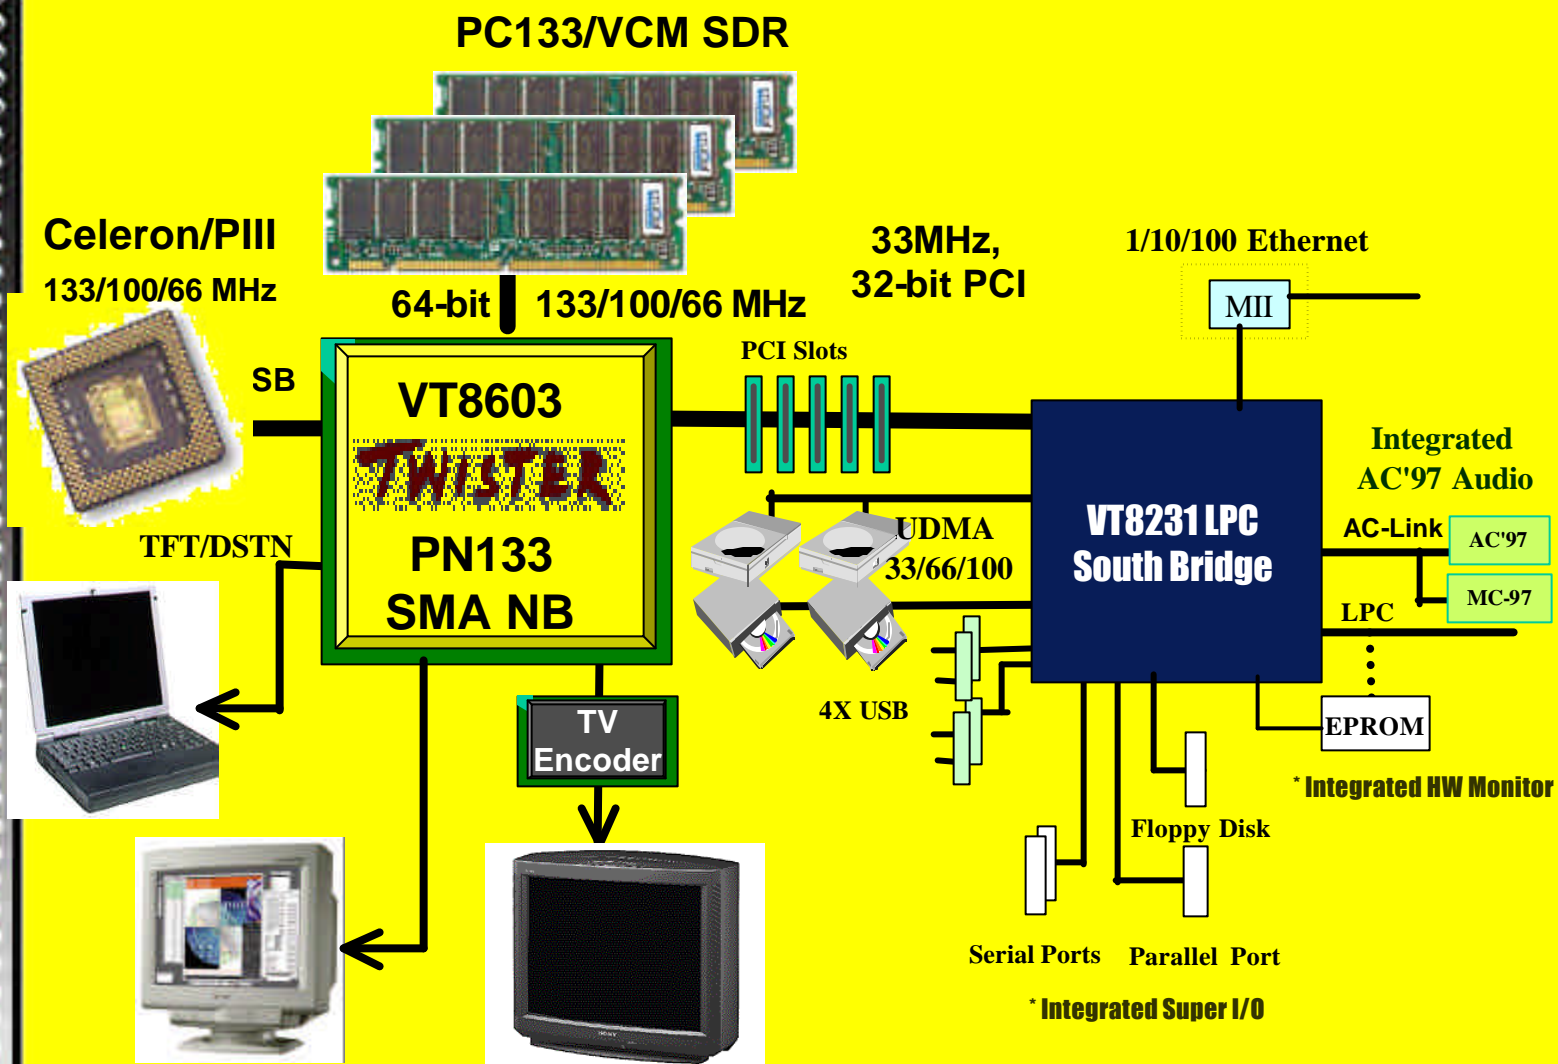 PC133/VCM SDR
Celeron/PIII
133/100/66 MHz
64-bit
133/100/66 MHz
33MHz,
32-bit PCI
1/10/100 Ethernet
MII
PCI Slots
SB
VT8603
TWISTER
PN133
SMA NB
TFT/DSTN
UDMA
33/66/100
VT8231 LPC
South Bridge
Integrated
AC'97 Audio
AC-Link
AC'97
MC-97
LPC
4X USB
TV
Encoder
EPROM
* Integrated HW Monitor
Floppy Disk
Serial Ports
Parallel Port
* Integrated Super I/O